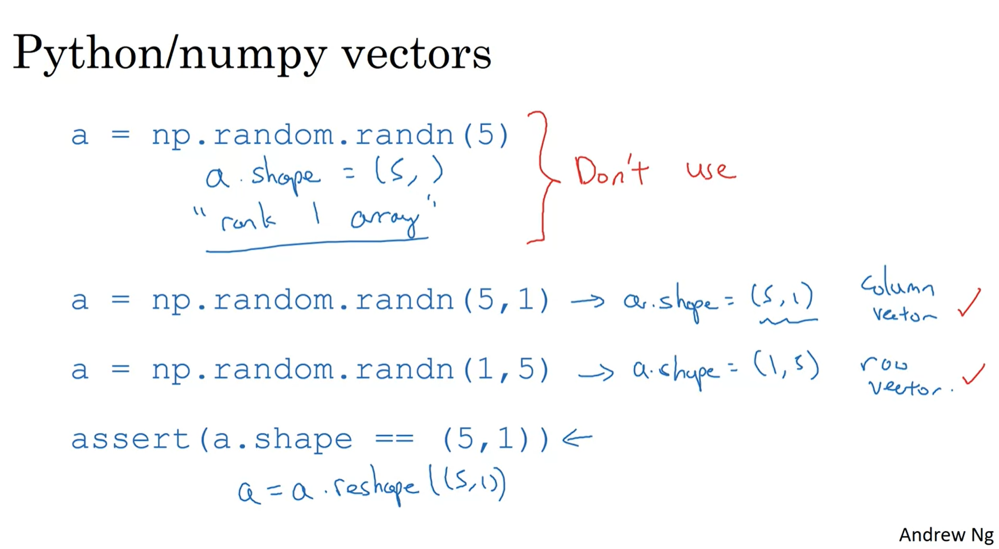 Python/numpy vectors
a = np.random.randn(5)
a.shape = (5, )
"rank 1 array"
Don't use
a = np.random.randn(5,1) → a.shape = (5,1) column vector ✓
a = np.random.randn(1,5) → a.shape = (1,5) row vector. ✓
assert(a.shape == (5,1)) ←
a = a.reshape((5,1))
Andrew Ng